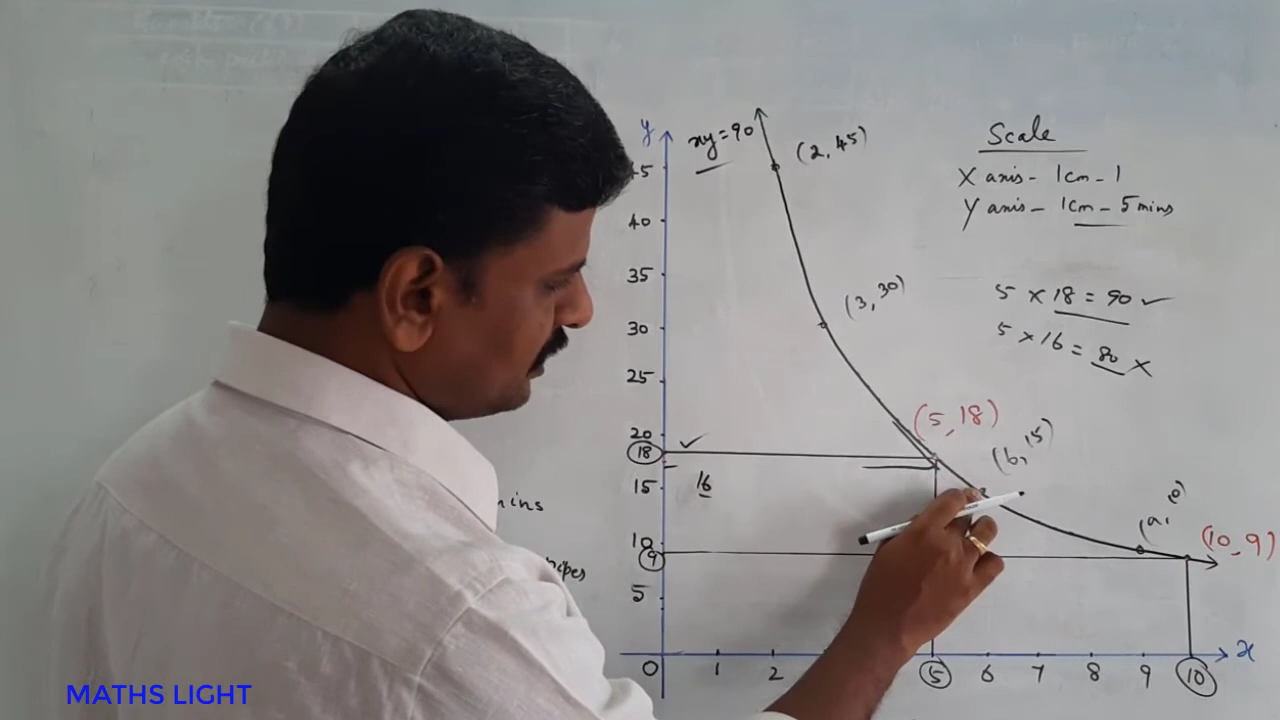 y
xy=90
(2, 45)
Scale
X axis - 1cm - 1
Y axis - 1cm - 5 mins
45
40
35
30
25
20
18
15
10
9
5
0
(3, 30)
5 × 18 = 90 ✓
5 × 16 = 80 ×
(5, 18)
(6, 15)
✓
16
mins
pipes
(9, 10)
(10, 9)
1
2
5
6
7
8
9
10
x
MATHS LIGHT